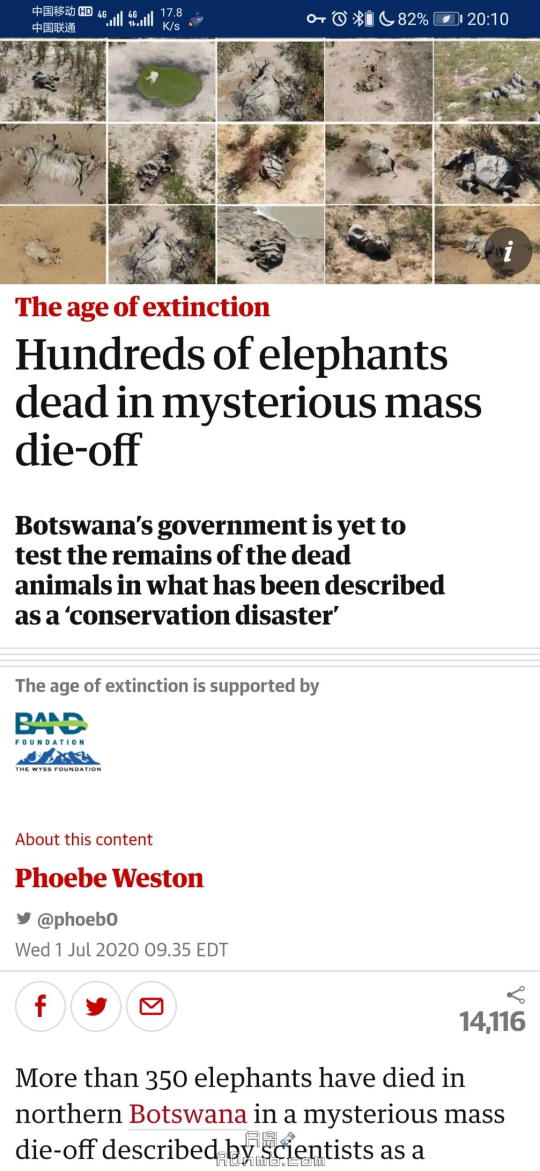 中国移动 HD 4G 4G 17.8 82% 20:10
中国联通 K/s
i
The age of extinction
Hundreds of elephants
dead in mysterious mass
die-off
Botswana's government is yet to
test the remains of the dead
animals in what has been described
as a ‘conservation disaster’
The age of extinction is supported by
BAND
FOUNDATION
THE WYSS FOUNDATION
About this content
Phoebe Weston
@phoeb0
Wed 1 Jul 2020 09.35 EDT
14,116
More than 350 elephants have died in
northern Botswana in a mysterious mass
die-off described by scientists as a